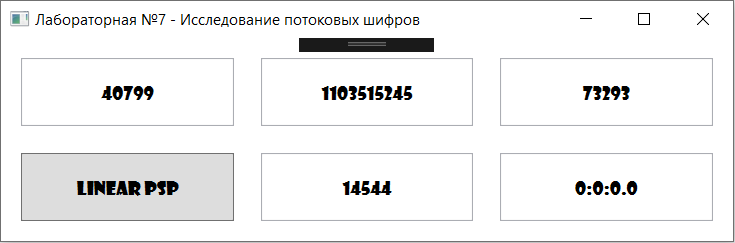 Лабораторная №7 - Исследование потоковых шифров
40799 1103515245 73293
LINEAR PSP 14544 0:0:0.0